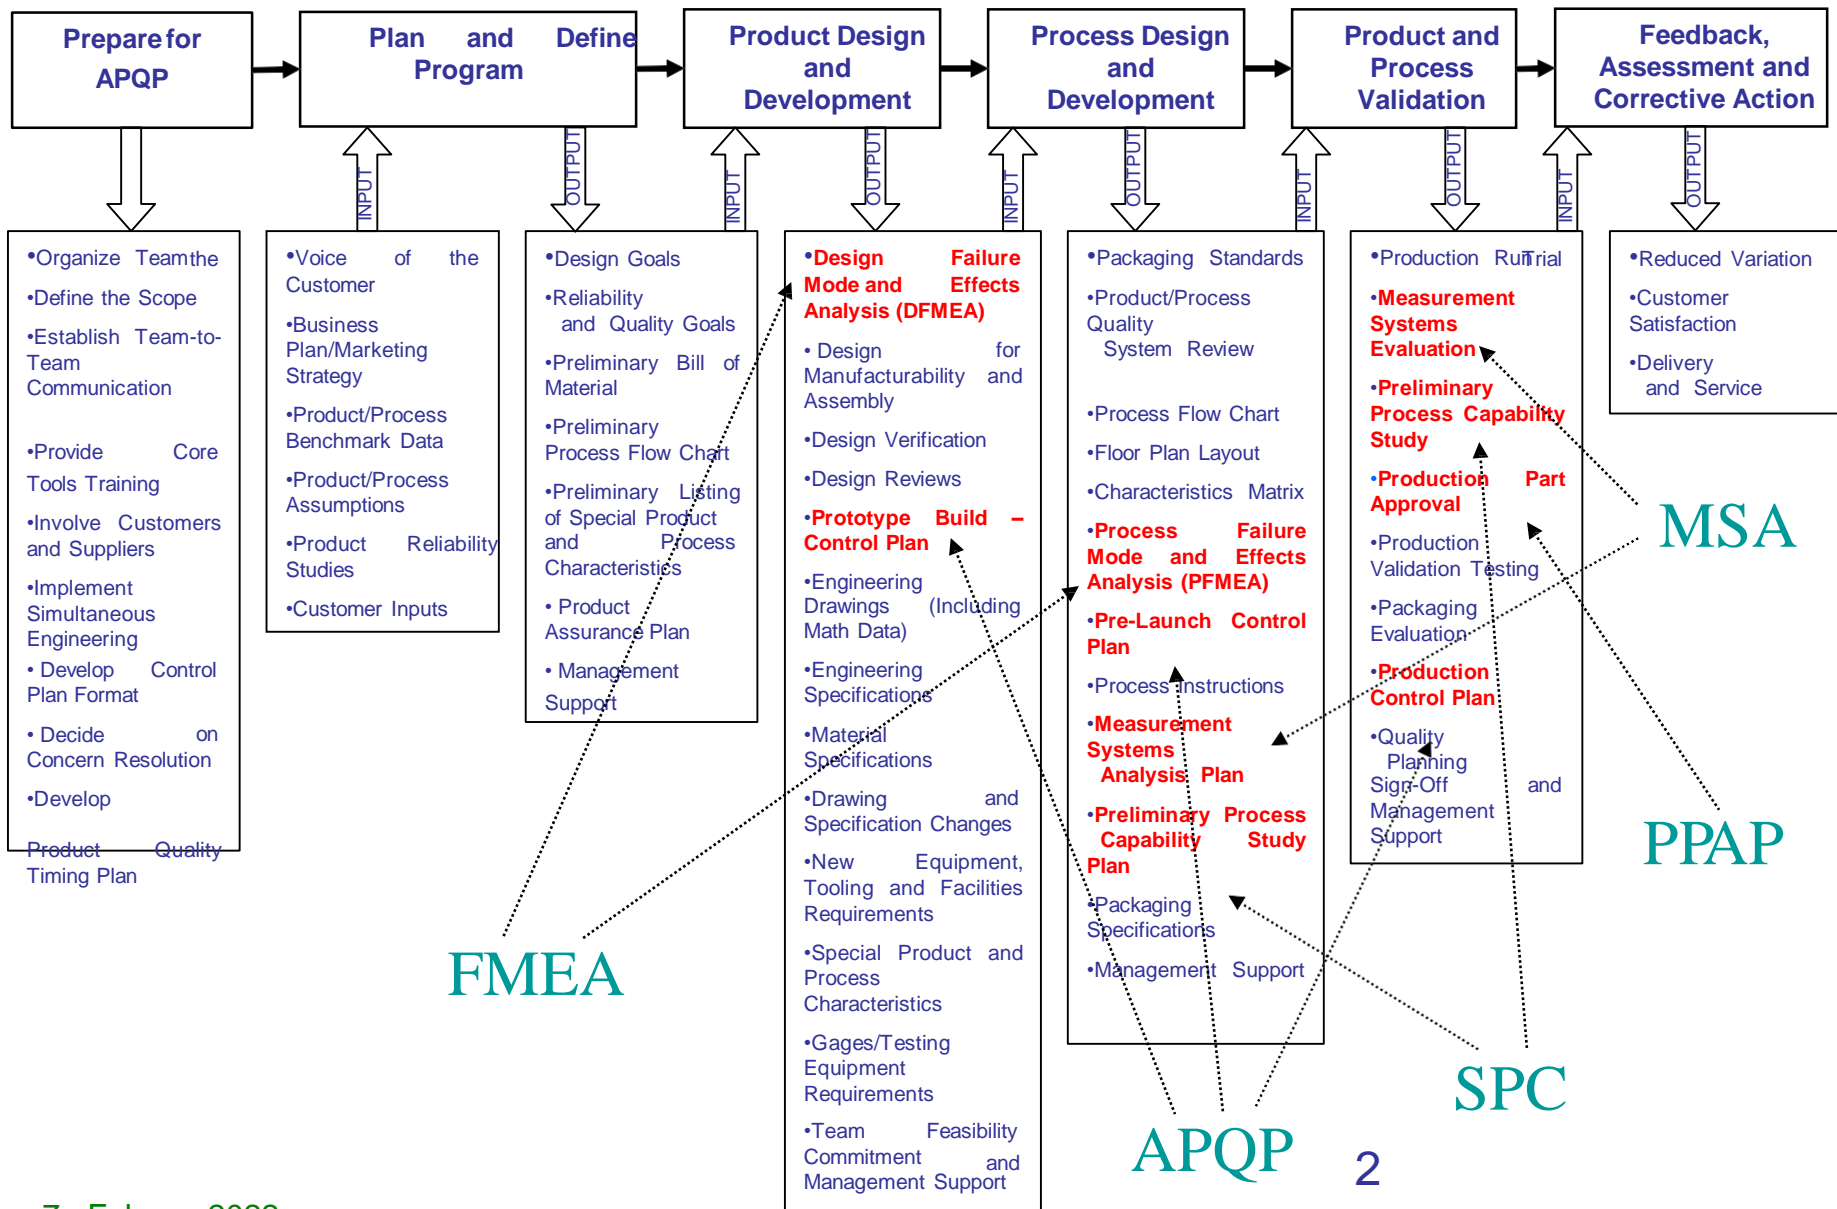 Prepare for
APQP
Plan and Define
Program
Product Design
and
Development
Process Design
and
Development
Product and
Process
Validation
Feedback,
Assessment and
Corrective Action
INPUT
OUTPUT
INPUT
OUTPUT
INPUT
OUTPUT
INPUT
OUTPUT
INPUT
OUTPUT
•Organize Teamthe
•Define the Scope
•Establish Team-to-
Team
Communication
•Provide Core
Tools Training
•Involve Customers
and Suppliers
•Implement
Simultaneous
Engineering
• Develop Control
Plan Format
• Decide on
Concern Resolution
•Develop
Product Quality
Timing Plan
•Voice of the
Customer
•Business
Plan/Marketing
Strategy
•Product/Process
Benchmark Data
•Product/Process
Assumptions
•Product Reliability
Studies
•Customer Inputs
•Design Goals
•Reliability
and Quality Goals
•Preliminary Bill of
Material
•Preliminary
Process Flow Chart
•Preliminary Listing
of Special Product
and Process
Characteristics
• Product
Assurance Plan
• Management
Support
•Design Failure
Mode and Effects
Analysis (DFMEA)
• Design for
Manufacturability and
Assembly
•Design Verification
•Design Reviews
•Prototype Build –
Control Plan
•Engineering
Drawings (Including
Math Data)
•Engineering
Specifications
•Material
Specifications
•Drawing and
Specification Changes
•New Equipment,
Tooling and Facilities
Requirements
•Special Product and
Process
Characteristics
•Gages/Testing
Equipment
Requirements
•Team Feasibility
Commitment and
Management Support
•Packaging Standards
•Product/Process
Quality
System Review
•Process Flow Chart
•Floor Plan Layout
•Characteristics Matrix
•Process Failure
Mode and Effects
Analysis (PFMEA)
•Pre-Launch Control
Plan
•Process Instructions
•Measurement
Systems
Analysis Plan
•Preliminary Process
Capability Study
Plan
•Packaging
Specifications
•Management Support
•Production Run Trial
•Measurement
Systems
Evaluation
•Preliminary
Process Capability
Study
•Production Part
Approval
•Production
Validation Testing
•Packaging
Evaluation
•Production
Control Plan
•Quality
Planning
Sign-Off and
Management
Support
•Reduced Variation
•Customer
Satisfaction
•Delivery
and Service
MSA
PPAP
FMEA
SPC
APQP
2